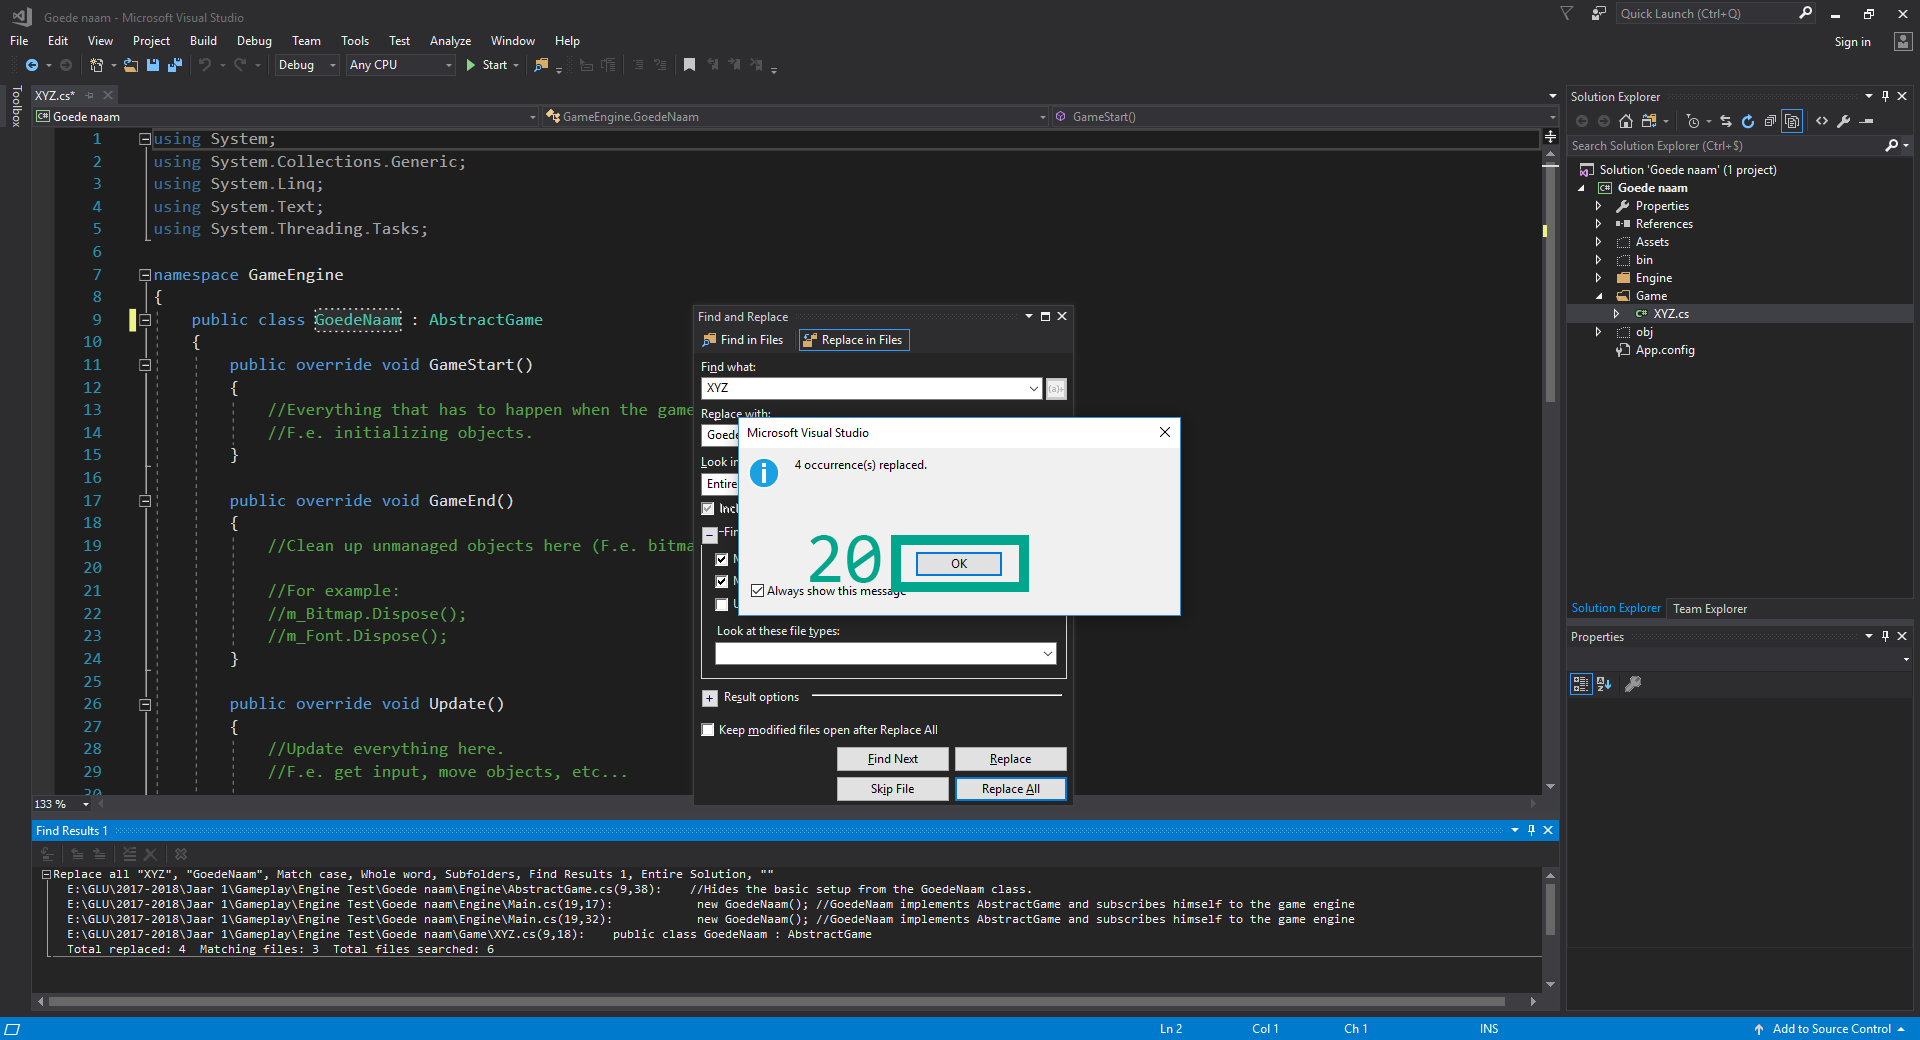 Goede naam - Microsoft Visual Studio
Quick Launch (Ctrl+Q)
File Edit View Project Build Debug Team Tools Test Analyze Window Help
Sign in
Debug Any CPU Start
Toolbox
XYZ.cs*
C# Goede naam
GameEngine.GoedeNaam
GameStart()
1 using System;
2 using System.Collections.Generic;
3 using System.Linq;
4 using System.Text;
5 using System.Threading.Tasks;
6
7 namespace GameEngine
8 {
9 public class GoedeNaam : AbstractGame
10 {
11 public override void GameStart()
12 {
13 //Everything that has to happen when the game
14 //F.e. initializing objects.
15 }
16
17 public override void GameEnd()
18 {
19 //Clean up unmanaged objects here (F.e. bitma
20
21 //For example:
22 //m_Bitmap.Dispose();
23 //m_Font.Dispose();
24 }
25
26 public override void Update()
27 {
28 //Update everything here.
29 //F.e. get input, move objects, etc...
30
133 %
Find and Replace
Find in Files Replace in Files
Find what:
XYZ
(a)+
Replace with:
Goede
Look in
Entire
Incl
Fin
Microsoft Visual Studio
4 occurrence(s) replaced.
20
OK
Always show this message
Look at these file types:
Result options
Keep modified files open after Replace All
Find Next Replace
Skip File Replace All
Solution Explorer
Search Solution Explorer (Ctrl+$)
Solution 'Goede naam' (1 project)
C# Goede naam
Properties
References
Assets
bin
Engine
Game
C# XYZ.cs
obj
App.config
Solution Explorer Team Explorer
Properties
Find Results 1
Replace all "XYZ", "GoedeNaam", Match case, Whole word, Subfolders, Find Results 1, Entire Solution, ""
E:\GLU\2017-2018\Jaar 1\Gameplay\Engine Test\Goede naam\Engine\AbstractGame.cs(9,38): //Hides the basic setup from the GoedeNaam class.
E:\GLU\2017-2018\Jaar 1\Gameplay\Engine Test\Goede naam\Engine\Main.cs(19,17): new GoedeNaam(); //GoedeNaam implements AbstractGame and subscribes himself to the game engine
E:\GLU\2017-2018\Jaar 1\Gameplay\Engine Test\Goede naam\Engine\Main.cs(19,32): new GoedeNaam(); //GoedeNaam implements AbstractGame and subscribes himself to the game engine
E:\GLU\2017-2018\Jaar 1\Gameplay\Engine Test\Goede naam\Game\XYZ.cs(9,18): public class GoedeNaam : AbstractGame
Total replaced: 4 Matching files: 3 Total files searched: 6
Ln 2 Col 1 Ch 1 INS Add to Source Control